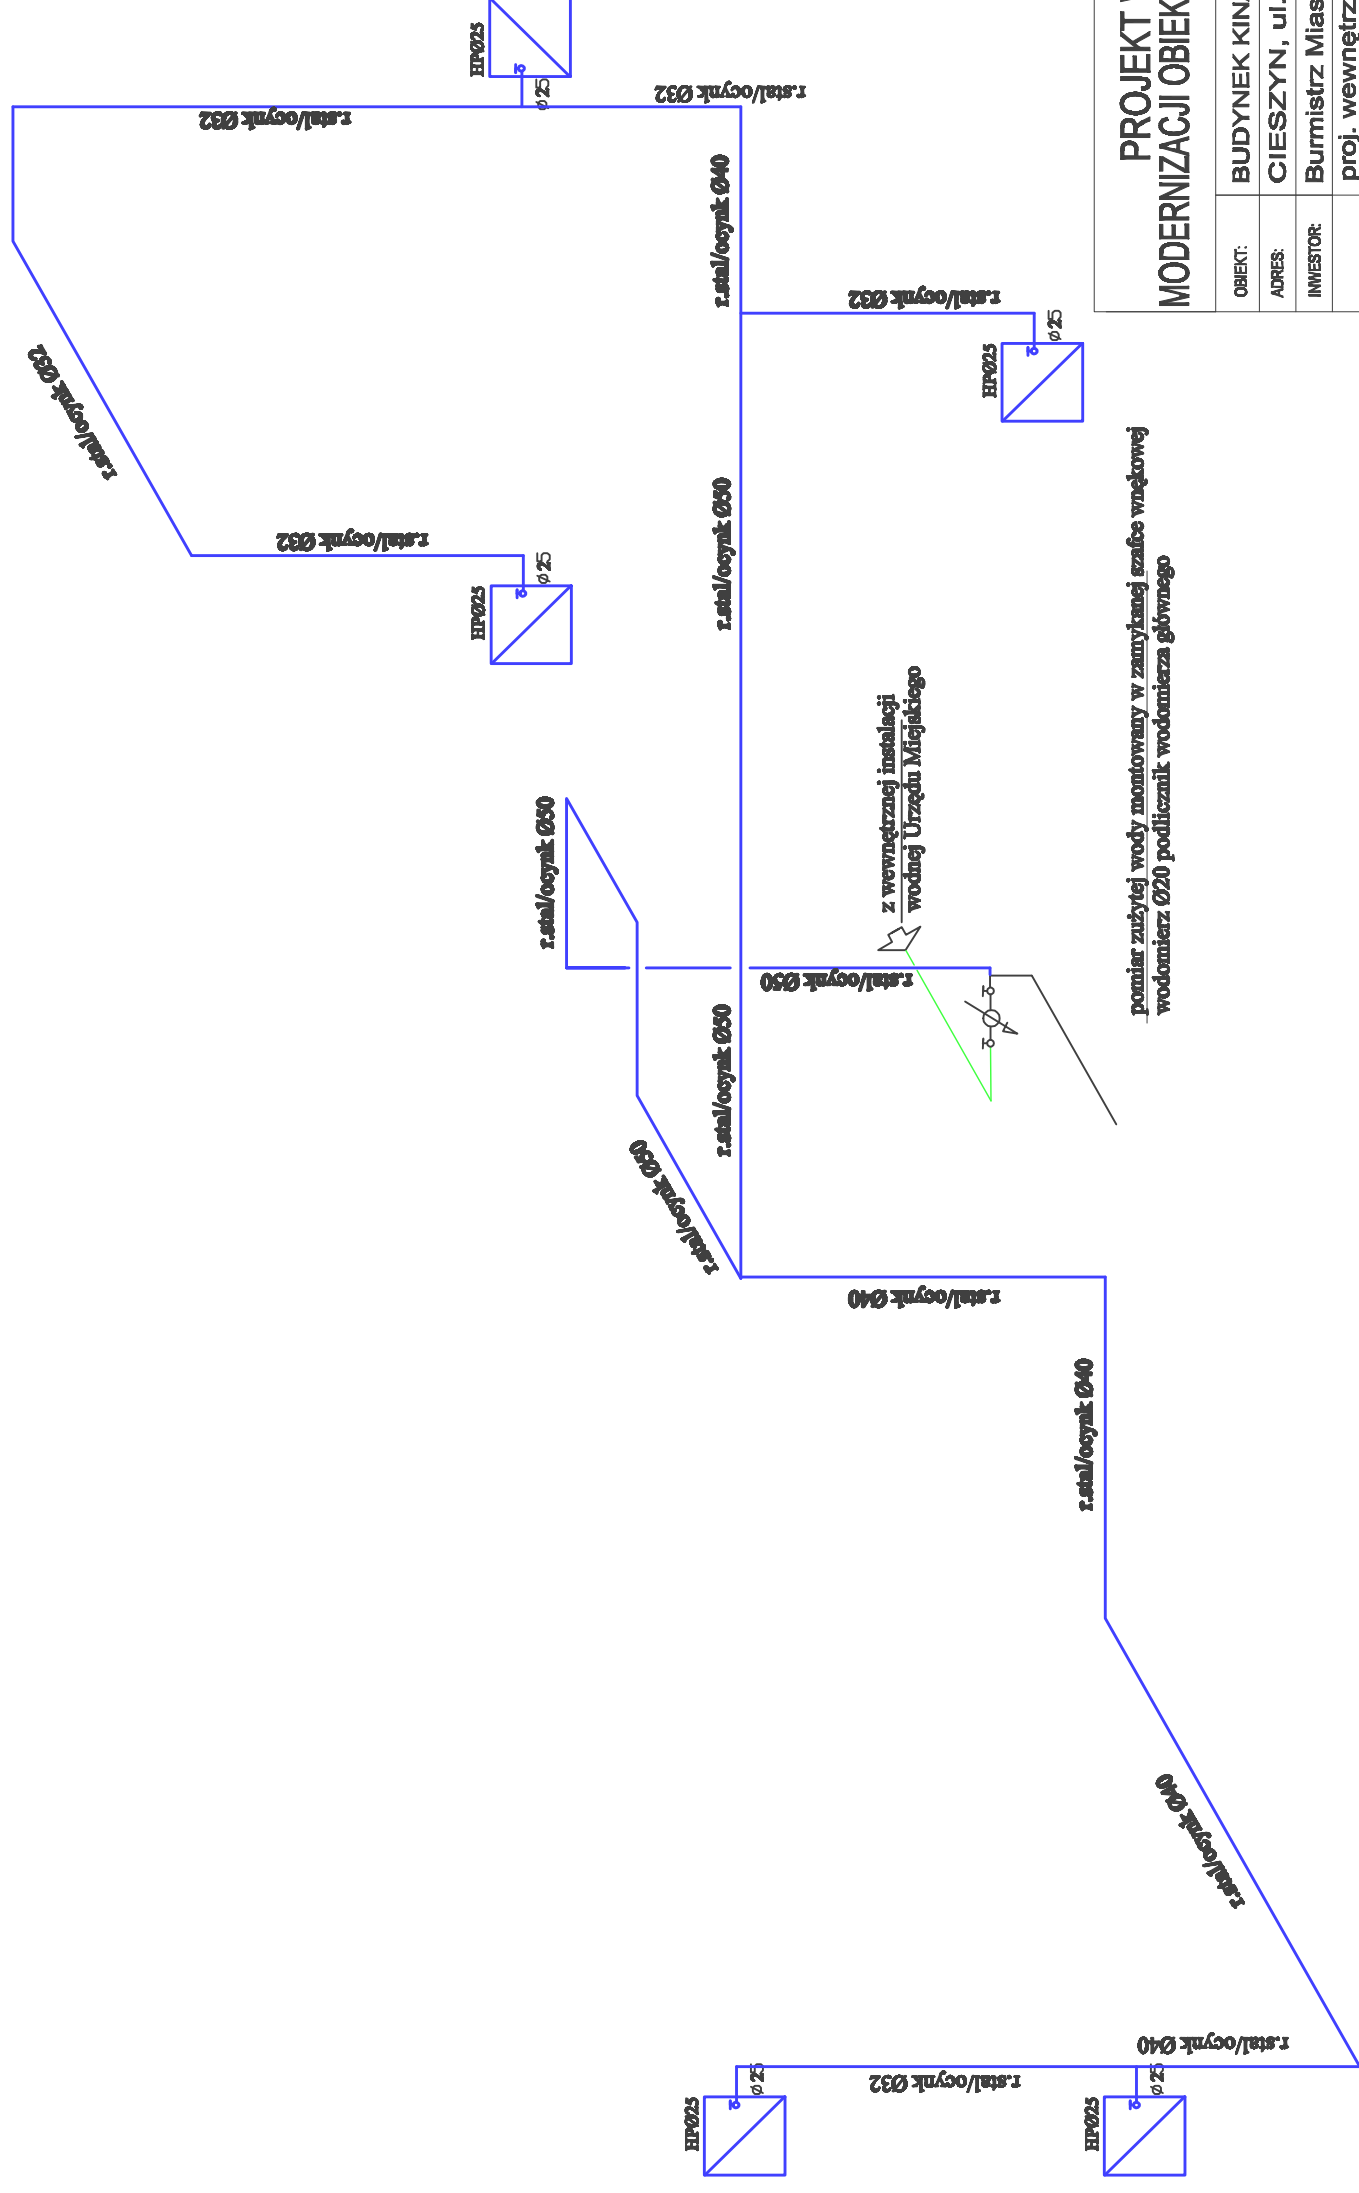 HPØ25
ø25
r.stal/ocynk Ø32
r.stal/ocynk Ø32
r.stal/ocynk Ø32
r.stal/ocynk Ø40
r.stal/ocynk Ø32
HPØ25
ø25
r.stal/ocynk Ø32
HPØ25
ø25
r.stal/ocynk Ø50
r.stal/ocynk Ø50
r.stal/ocynk Ø50
r.stal/ocynk Ø50
r.stal/ocynk Ø50
z wewnętrznej instalacji
wodnej Urzędu Miejskiego
pomiar zużytej wody montowany w zamykanej szafce wnękowej
wodomierz Ø20 podlicznik wodomierza głównego
r.stal/ocynk Ø40
r.stal/ocynk Ø40
r.stal/ocynk Ø40
r.stal/ocynk Ø40
r.stal/ocynk Ø32
HPØ25
ø25
HPØ25
ø25
PROJEKT
MODERNIZACJI OBIEK
OBIEKT:
BUDYNEK KINA
ADRES:
CIESZYN, ul.
INWESTOR:
Burmistrz Mias
proj. wewnętrz